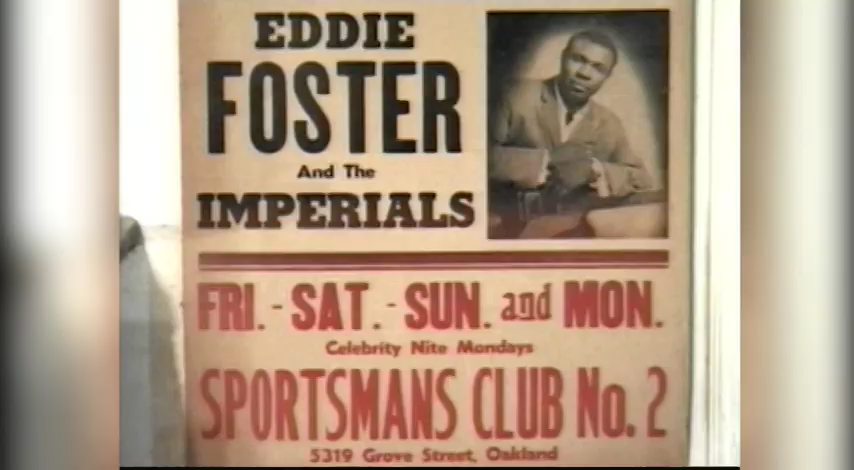 EDDIE
FOSTER
And The
IMPERIALS
FRI. - SAT. - SUN. and MON.
Celebrity Nite Mondays
SPORTSMANS CLUB No. 2
5319 Grove Street, Oakland